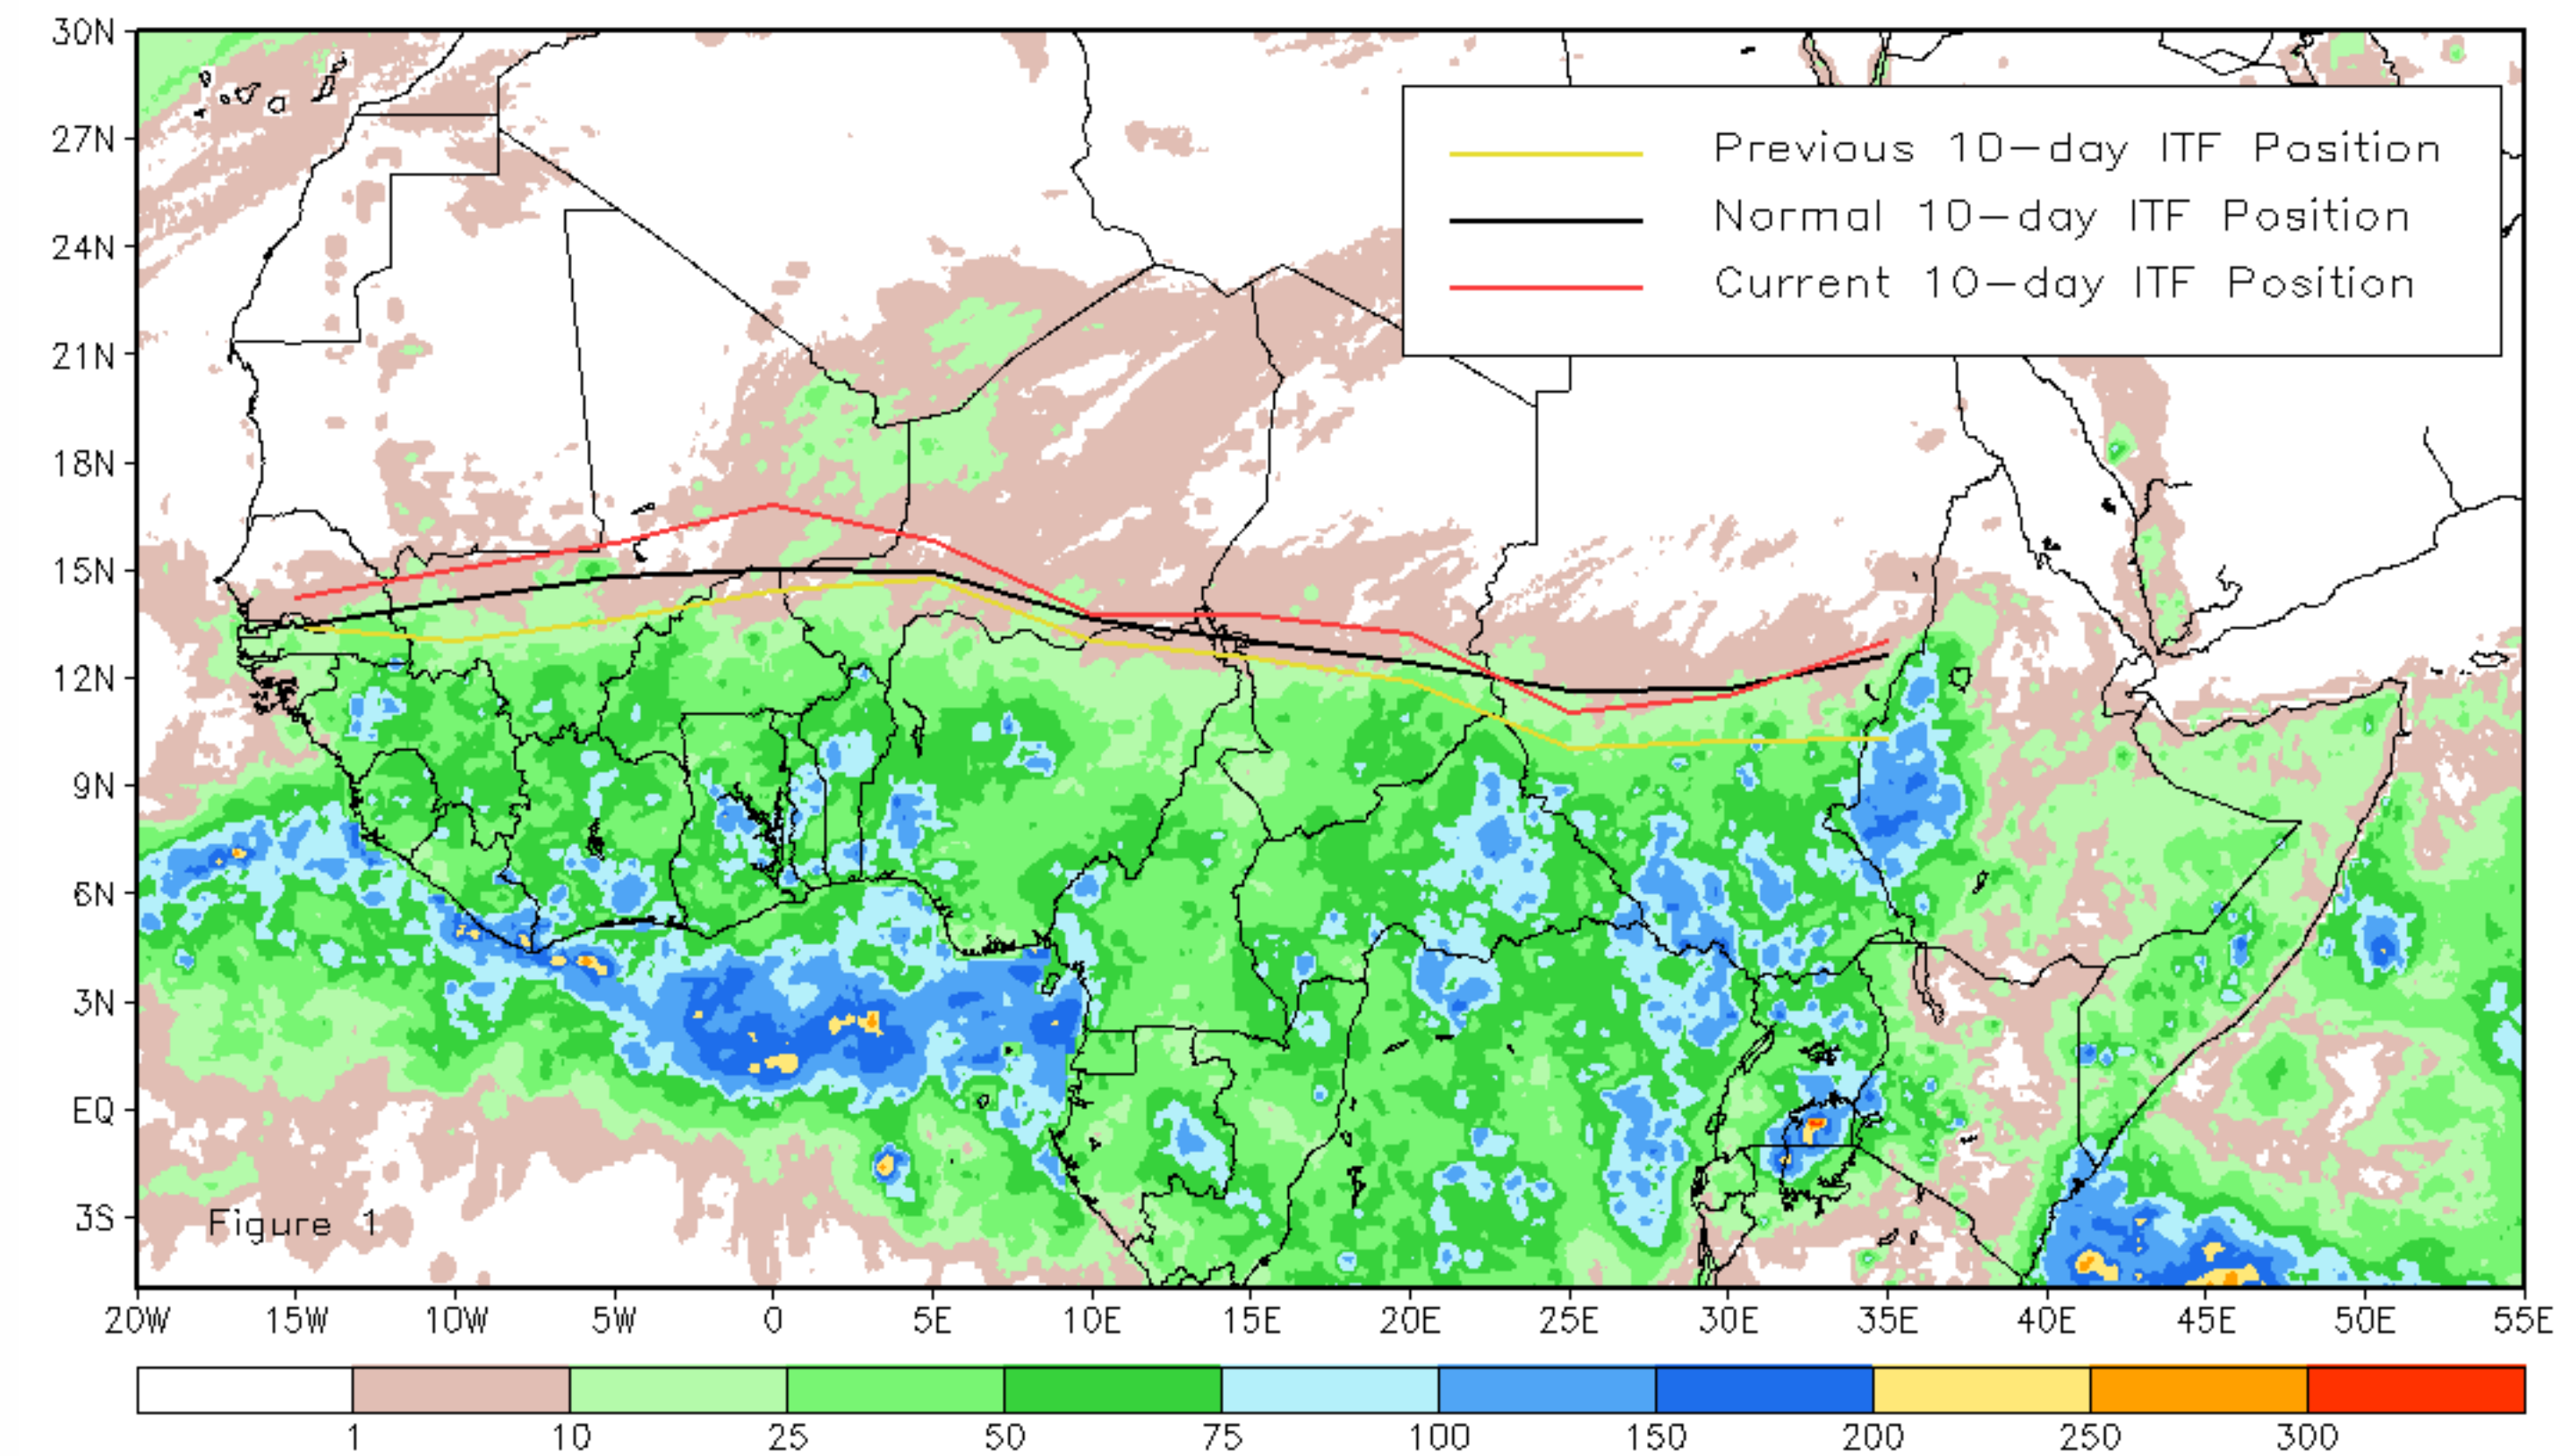 30N
27N
24N
21N
18N
15N
12N
9N
6N
3N
EQ
3S
Previous 10-day ITF Position
Normal 10-day ITF Position
Current 10-day ITF Position
Figure 1
20W 15W 10W 5W 0 5E 10E 15E 20E 25E 30E 35E 40E 45E 50E 55E
1 10 25 50 75 100 150 200 250 300